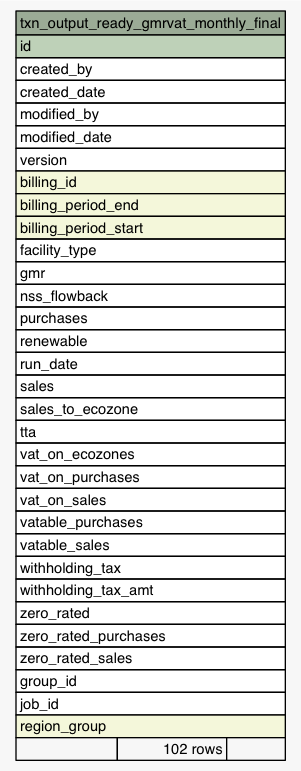 txn_output_ready_gmrvat_monthly_final
id
created_by
created_date
modified_by
modified_date
version
billing_id
billing_period_end
billing_period_start
facility_type
gmr
nss_flowback
purchases
renewable
run_date
sales
sales_to_ecozone
tta
vat_on_ecozones
vat_on_purchases
vat_on_sales
vatable_purchases
vatable_sales
withholding_tax
withholding_tax_amt
zero_rated
zero_rated_purchases
zero_rated_sales
group_id
job_id
region_group
102 rows